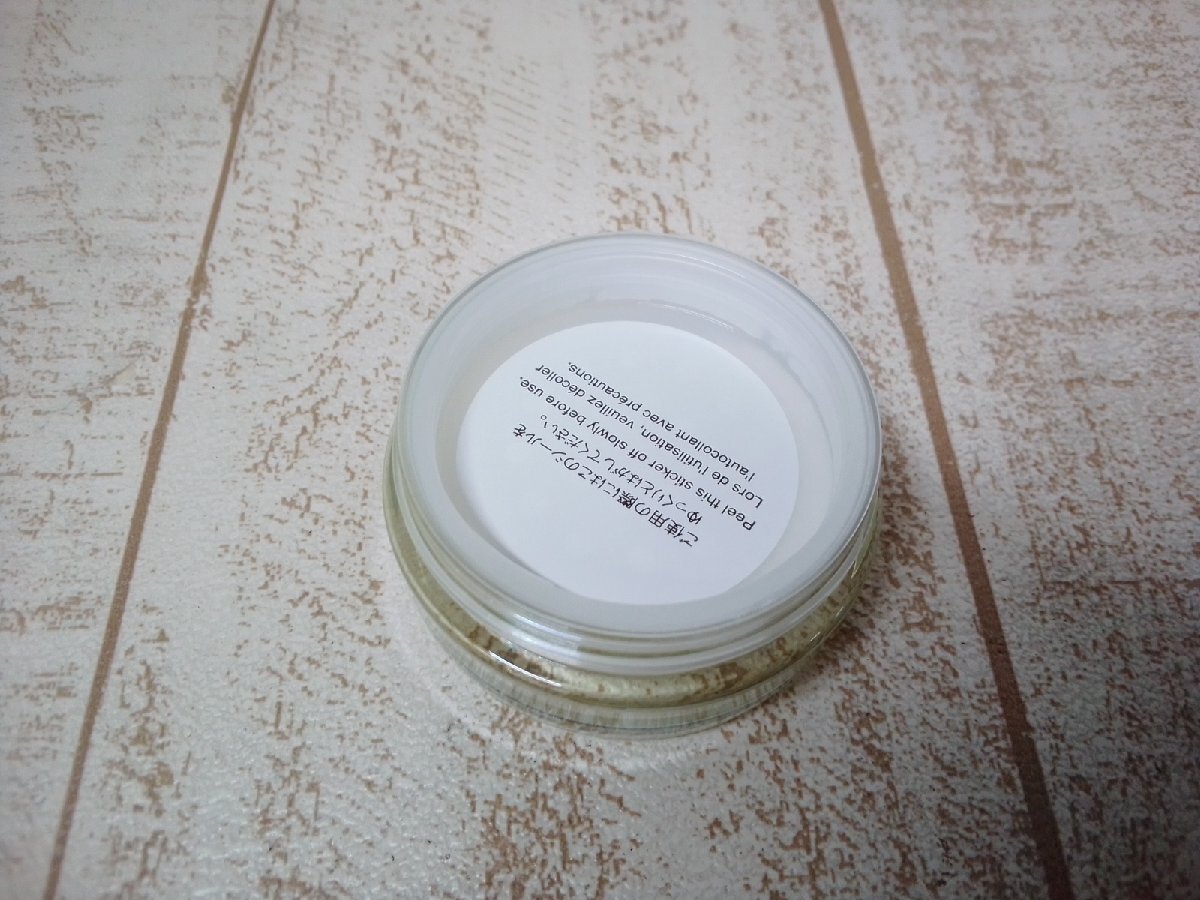 ご使用の際にはこのシールを
ゆっくりとはがしてください。
Peel this sticker off slowly before use.
Lors de l'utilisation, veuillez décoller
l'autocollant avec précautions.